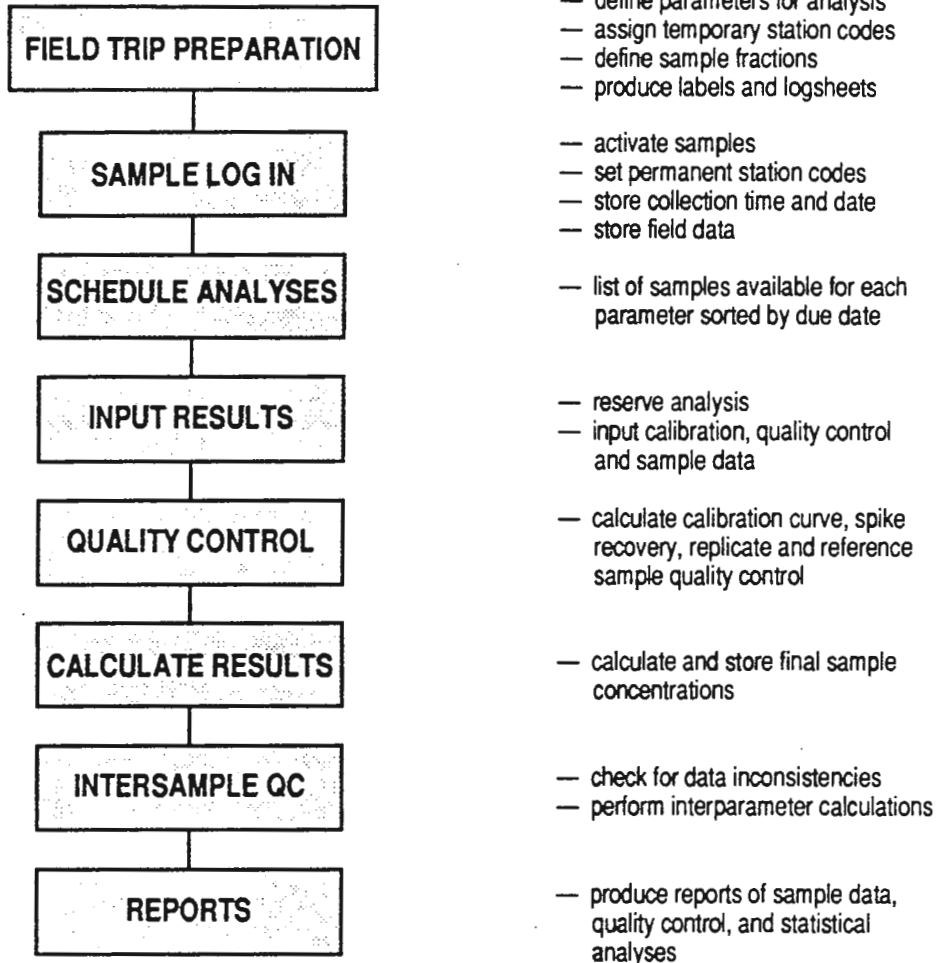 — define parameters for analysis
FIELD TRIP PREPARATION
— assign temporary station codes
— define sample fractions
— produce labels and logsheets
SAMPLE LOG IN
— activate samples
— set permanent station codes
— store collection time and date
— store field data
SCHEDULE ANALYSES
— list of samples available for each
parameter sorted by due date
INPUT RESULTS
— reserve analysis
— input calibration, quality control
and sample data
QUALITY CONTROL
— calculate calibration curve, spike
recovery, replicate and reference
sample quality control
CALCULATE RESULTS
— calculate and store final sample
concentrations
INTERSAMPLE QC
— check for data inconsistencies
— perform interparameter calculations
REPORTS
— produce reports of sample data,
quality control, and statistical
analyses